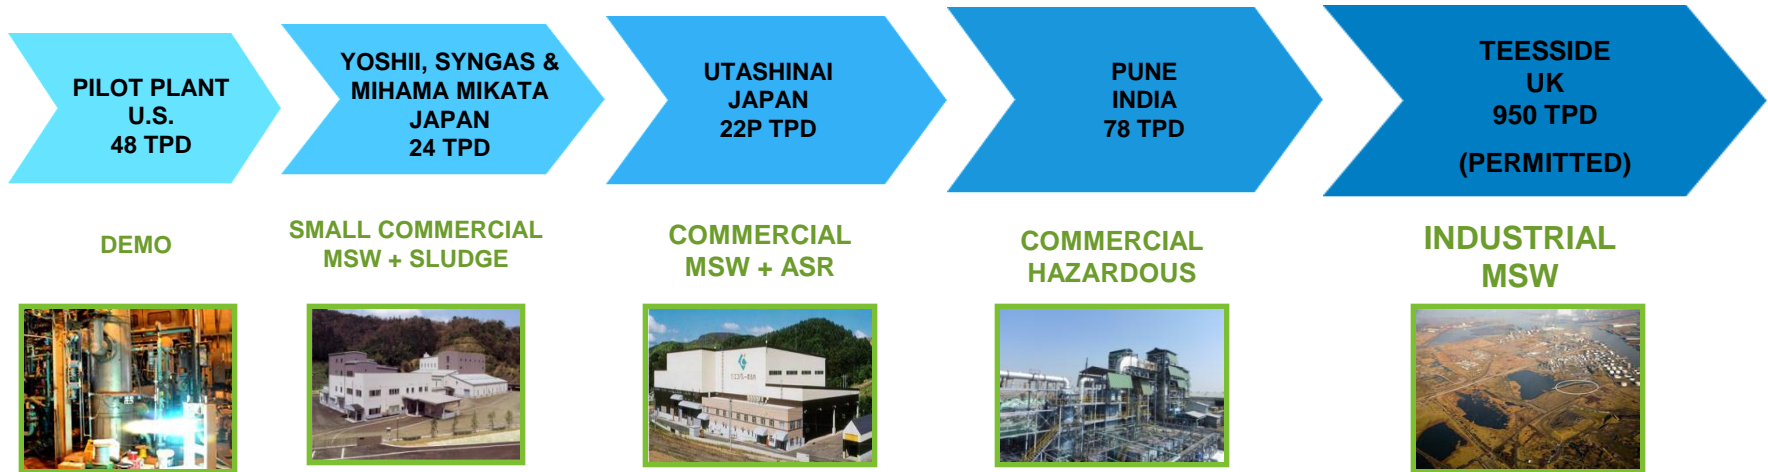 PILOT PLANT
U.S.
48 TPD
YOSHII, SYNGAS &
MIHAMA MIKATA
JAPAN
24 TPD
UTASHINAI
JAPAN
22P TPD
PUNE
INDIA
78 TPD
TEESSIDE
UK
950 TPD
(PERMITTED)
DEMO
SMALL COMMERCIAL
MSW + SLUDGE
COMMERCIAL
MSW + ASR
COMMERCIAL
HAZARDOUS
INDUSTRIAL
MSW